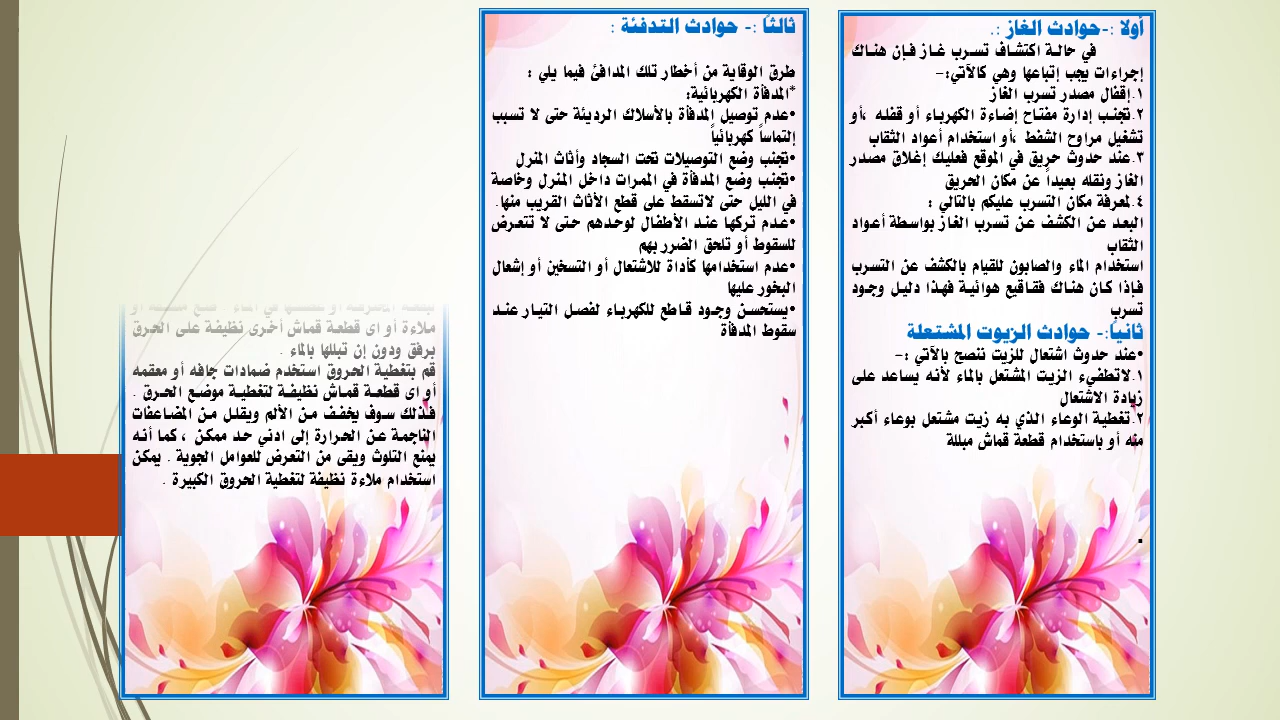 أولا :-حوادث الغاز :.
في حالة اكتشاف تسرب غاز فإن هناك
إجراءات يجب إتباعها وهي كالآتي:-
١.إقفال مصدر تسرب الغاز
٢.تجنب إدارة مفتاح إضاءة الكهرباء أو قفله ،أو
تشغيل مراوح الشفط ،أو استخدام أعواد الثقاب
٣.عند حدوث حريق في الموقع فعليك إغلاق مصدر
الغاز ونقله بعيداً عن مكان الحريق
٤.لمعرفة مكان التسرب عليكم بالتالي :
البعد عن الكشف عن تسرب الغاز بواسطة أعواد
الثقاب
استخدام الماء والصابون للقيام بالكشف عن التسرب
فإذا كان هناك فقاقيع هوائية فهذا دليل وجود
تسرب
ثانياً:- حوادث الزيوت المشتعلة
•عند حدوث اشتعال للزيت ننصح بالآتي :-
١.لاتطفيء الزيت المشتعل بالماء لأنه يساعد على
زيادة الاشتعال
٢.تغطية الوعاء الذي به زيت مشتعل بوعاء أكبر
منه أو باستخدام قطعة قماش مبللة
.
ثالثاً :- حوادث التدفئة :
طرق الوقاية من أخطار تلك المدافئ فيما يلي :
*المدفأة الكهربائية:
•عدم توصيل المدفأة بالأسلاك الرديئة حتى لا تسبب
إلتماساً كهربائياً
•تجنب وضع التوصيلات تحت السجاد وأثاث المنزل
•تجنب وضع المدفأة في الممرات داخل المنزل وخاصة
في الليل حتى لاتسقط على قطع الأثاث القريب منها.
•عدم تركها عند الأطفال لوحدهم حتى لا تتعرض
للسقوط أو تلحق الضرر بهم
•عدم استخدامها كأداة للاشتعال أو التسخين أو إشعال
البخور عليها
•يستحسن وجود قاطع للكهرباء لفصل التيار عند
سقوط المدفأة
ملاءة أو اى قطعة قماش أخرى نظيفة على الحرق
برفق ودون إن تبللها بالماء .
قم بتغطية الحروق استخدم ضمادات جافه أو معقمه
أو اى قطعة قماش نظيفة لتغطية موضع الحرق .
فذلك سوف يخفف من الألم ويقلل من المضاعفات
الناجمة عن الحرارة إلى ادني حد ممكن ، كما أنه
يمنع التلوث ويقى من التعرض للعوامل الجوية . يمكن
استخدام ملاءة نظيفة لتغطية الحروق الكبيرة .